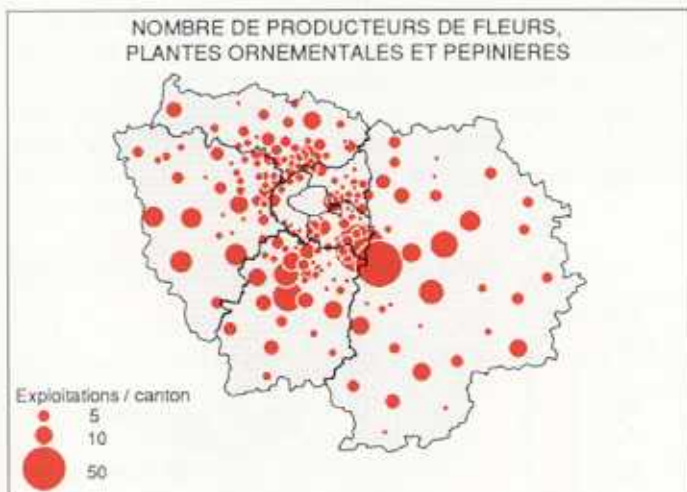 NOMBRE DE PRODUCTEURS DE FLEURS,
PLANTES ORNEMENTALES ET PEPINIERES
Exploitations / canton
5
10
50